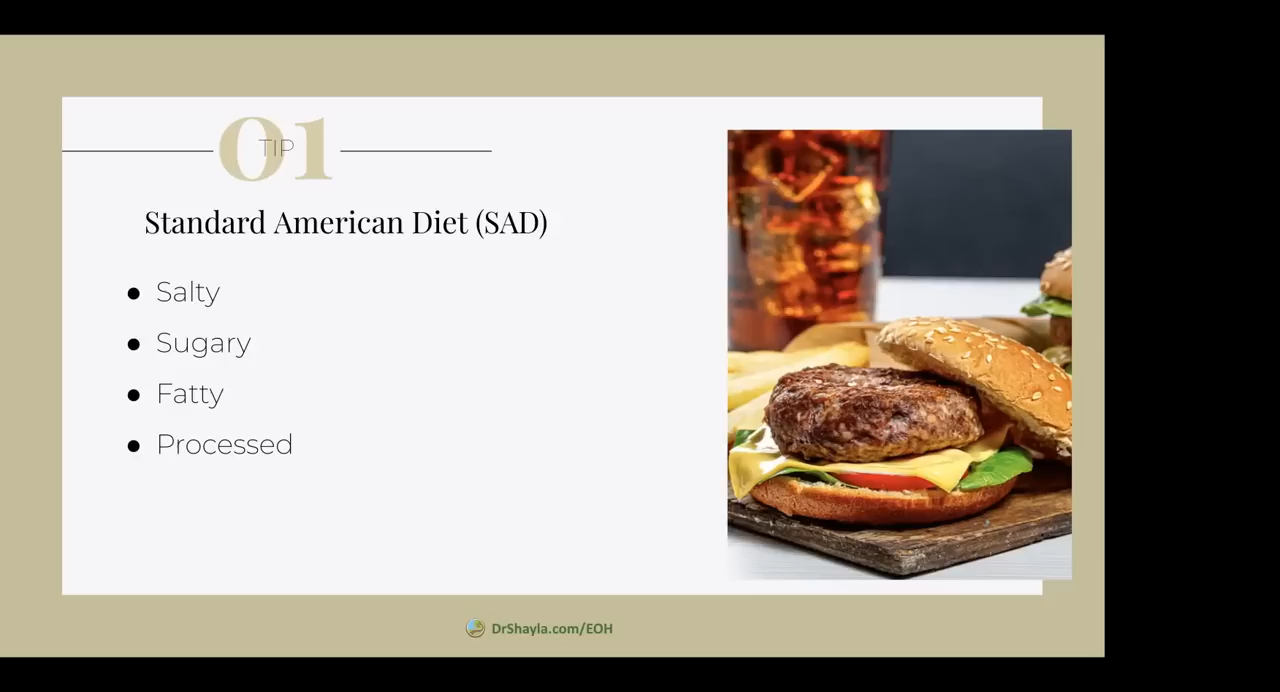 01
TIP
Standard American Diet (SAD)
● Salty
● Sugary
● Fatty
● Processed
DrShayla.com/EOH